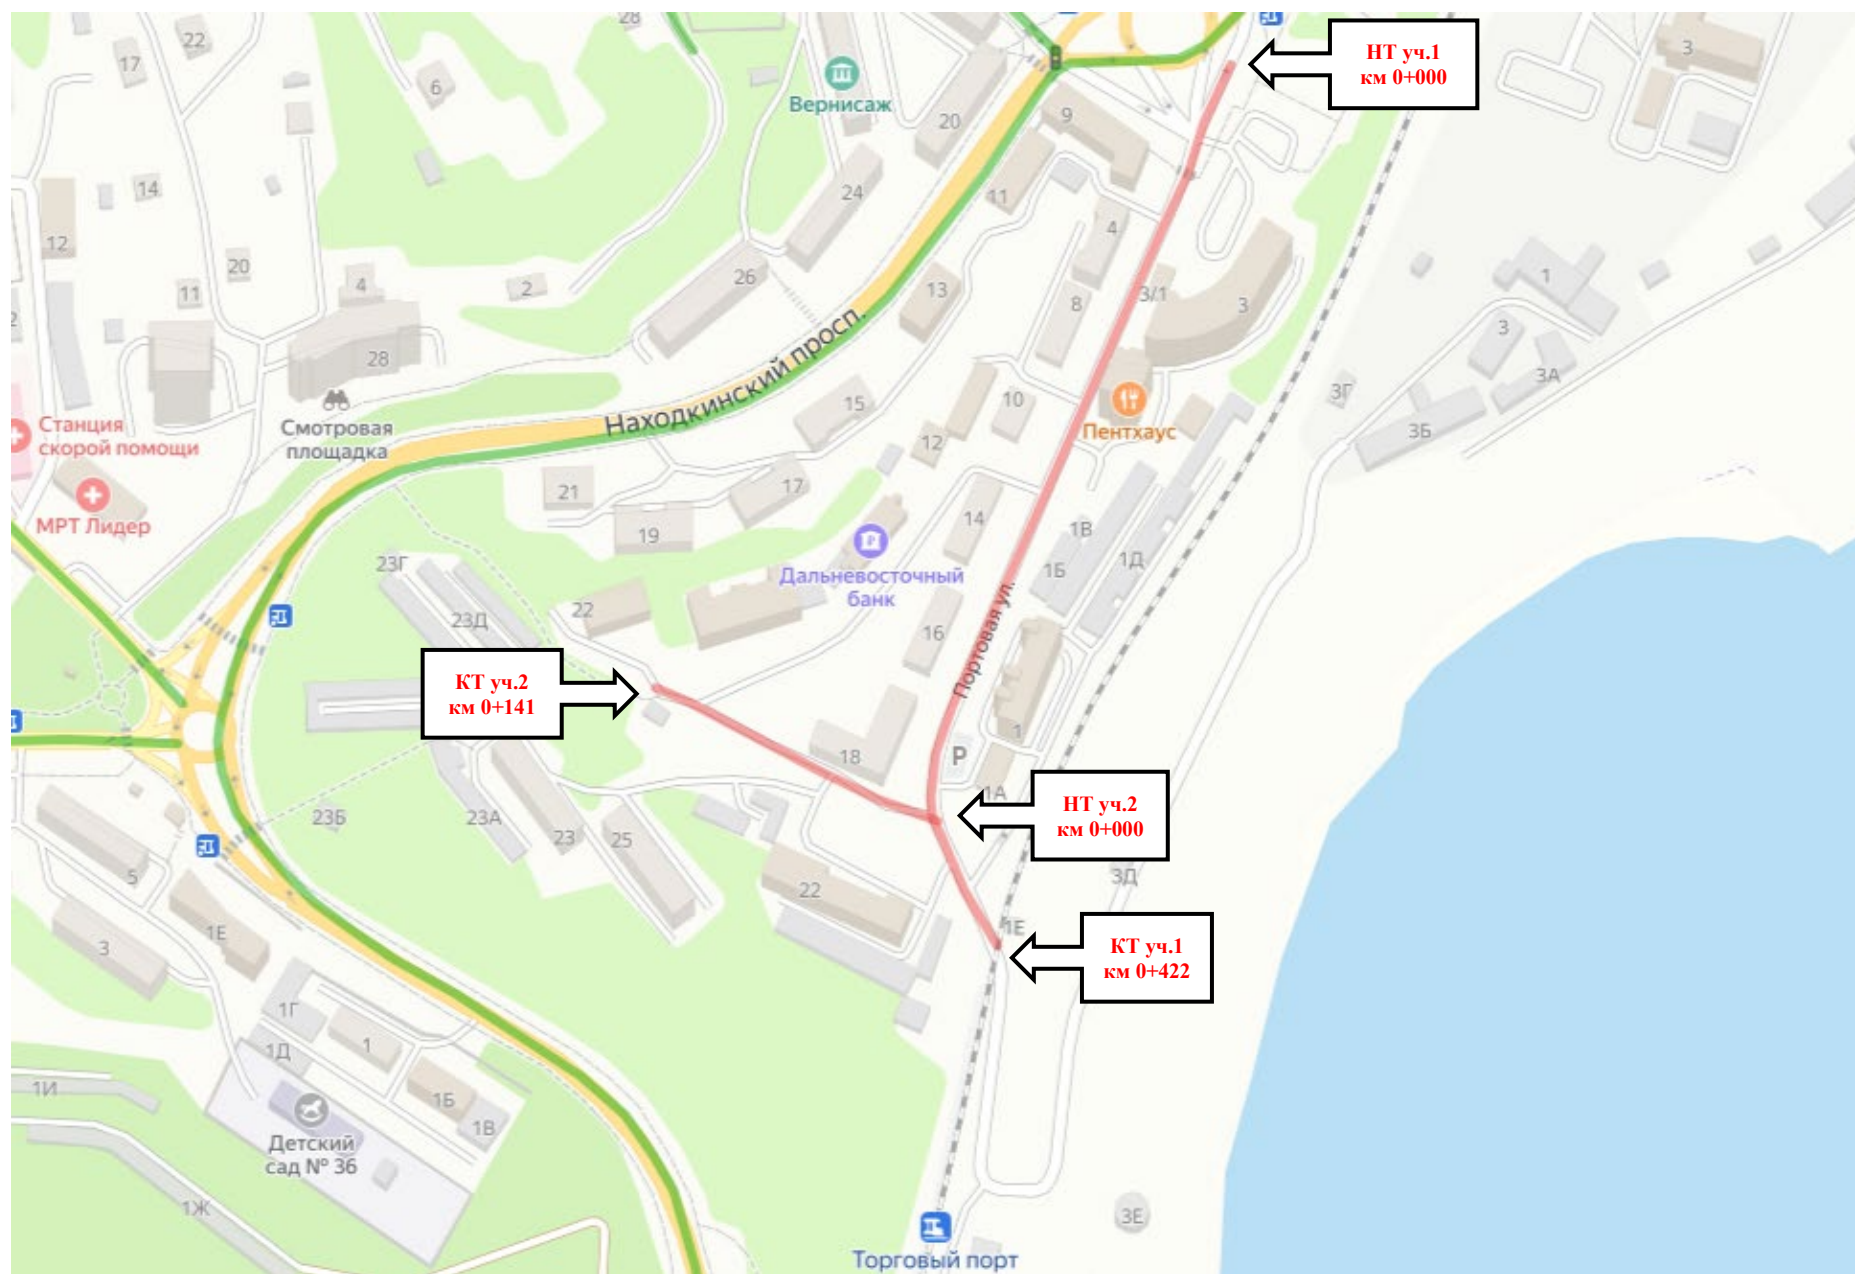 28
22
17
6
Вернисаж
20
9
НТ уч.1
км 0+000
3
14
24
11
4
12
20
11
4
2
26
13
8
3/1
3
1
3
28
15
10
12
3Г
3А
3Б
Находкинский просп.
Станция
скорой помощи
Смотровая
площадка
Пентхаус
МРТ Лидер
21
17
19
14
1В
1Б
1Д
Дальневосточный
банк
23Г
23Д
22
16
Портовая ул.
КТ уч.2
км 0+141
18
1
P
1А
НТ уч.2
км 0+000
23Б
23А
23
25
22
5
3
1Е
3Д
1Е
КТ уч.1
км 0+422
1Г
1Д
1
1Б
1В
1И
Детский
сад № 36
1Ж
3Е
Торговый порт